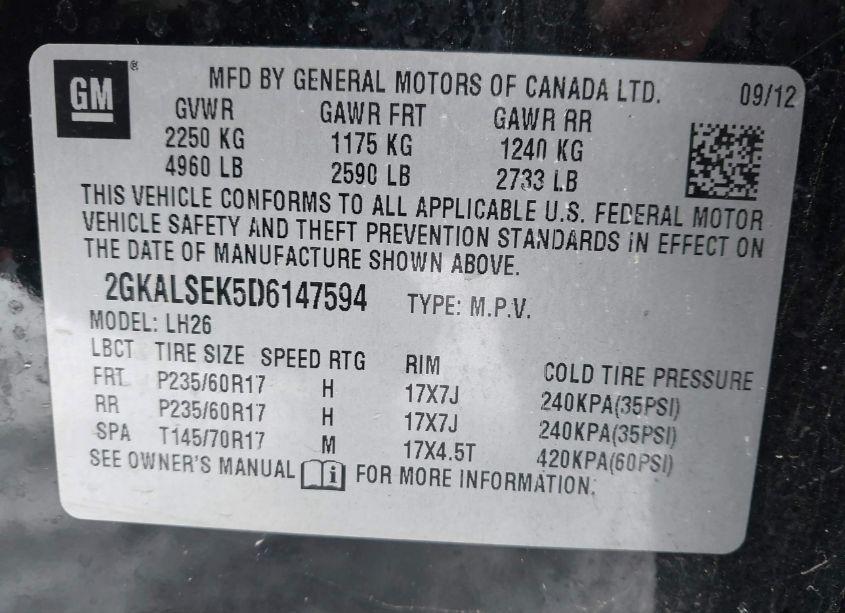 GM ® MFD BY GENERAL MOTORS OF CANADA LTD. 09/12
GVWR GAWR FRT GAWR RR
2250 KG 1175 KG 1240 KG
4960 LB 2590 LB 2733 LB
THIS VEHICLE CONFORMS TO ALL APPLICABLE U.S. FEDERAL MOTOR
VEHICLE SAFETY AND THEFT PREVENTION STANDARDS IN EFFECT ON
THE DATE OF MANUFACTURE SHOWN ABOVE.
2GKALSEK5D6147594 TYPE: M.P.V.
MODEL: LH26
LBCT TIRE SIZE SPEED RTG RIM COLD TIRE PRESSURE
FRT P235/60R17 H 17X7J 240KPA(35PSI)
RR P235/60R17 H 17X7J 240KPA(35PSI)
SPA T145/70R17 M 17X4.5T 420KPA(60PSI)
SEE OWNER'S MANUAL i FOR MORE INFORMATION.